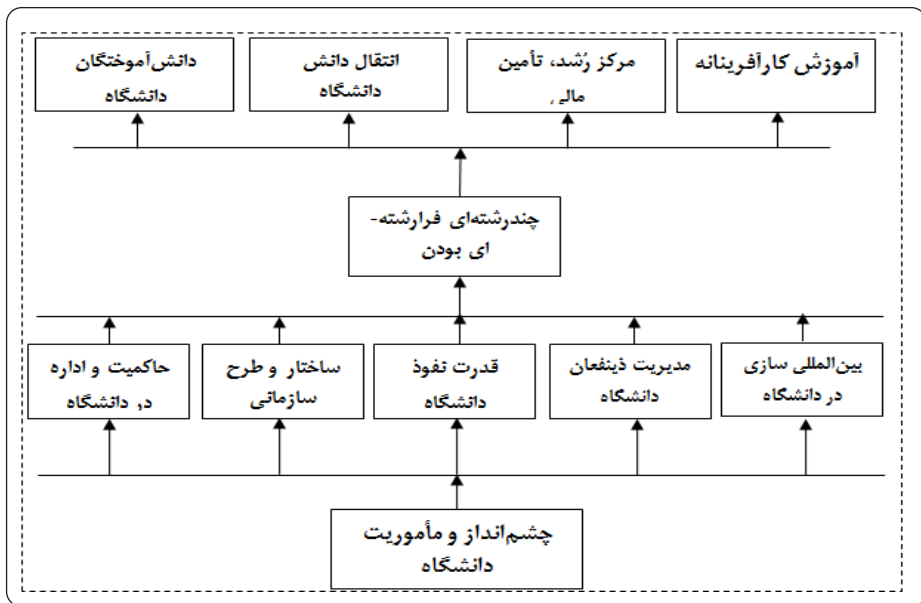 آموزش کارآفرینانه
مرکز رُشد، تأمین
مالی
انتقال دانش
دانشگاه
دانش‌آموختگان
دانشگاه
چندرشته‌ای فرارشته-
ای بودن
بین‌المللی سازی
در دانشگاه
مدیریت ذینفعان
دانشگاه
قدرت نفوذ
دانشگاه
ساختار و طرح
سازمانی
حاکمیت و اداره
در دانشگاه
چشم‌انداز و مأموریت
دانشگاه